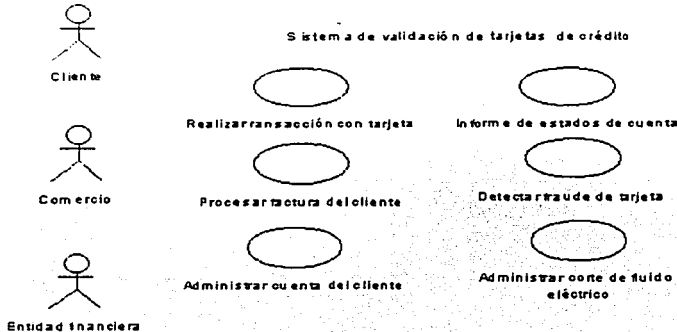 Sistema de validación de tarjetas de crédito
Cliente
Realizar ransacción con tarjeta
Informe de estados de cuenta
Comercio
Procesar factura del cliente
Detectar fraude de tarjeta
Administrar cuenta del cliente
Administrar corte de fluido
eléctrico
Entidad financiera